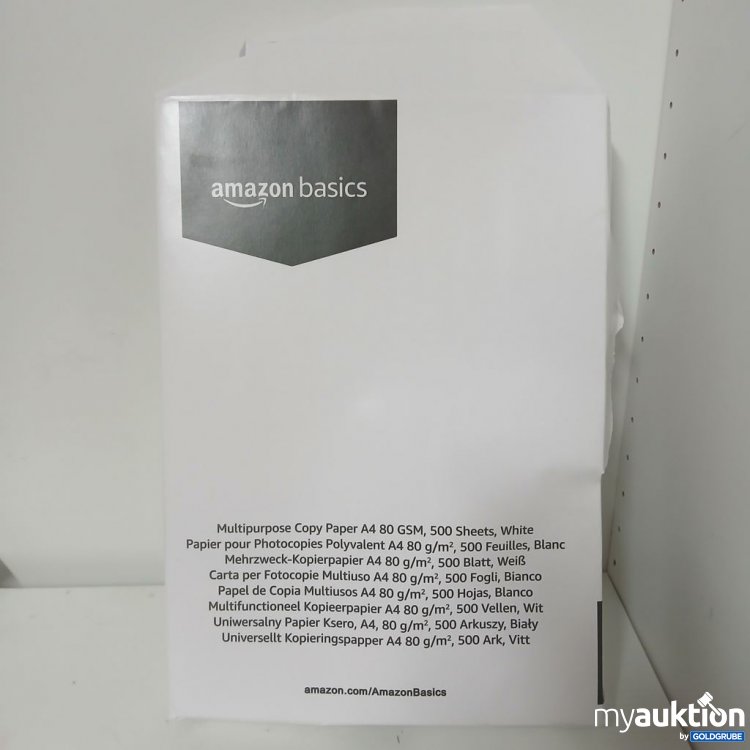 amazon basics
Multipurpose Copy Paper A4 80 GSM, 500 Sheets, White
Papier pour Photocopies Polyvalent A4 80 g/m², 500 Feuilles, Blanc
Mehrzweck-Kopierpapier A4 80 g/m², 500 Blatt, Weiß
Carta per Fotocopie Multiuso A4 80 g/m², 500 Fogli, Bianco
Papel de Copia Multiusos A4 80 g/m², 500 Hojas, Blanco
Multifunctioneel Kopieerpapier A4 80 g/m², 500 Vellen, Wit
Uniwersalny Papier Ksero, A4, 80 g/m², 500 Arkuszy, Biały
Universellt Kopieringspapper A4 80 g/m², 500 Ark, Vitt
amazon.com/AmazonBasics
myauktion
by GOLDGRUBE